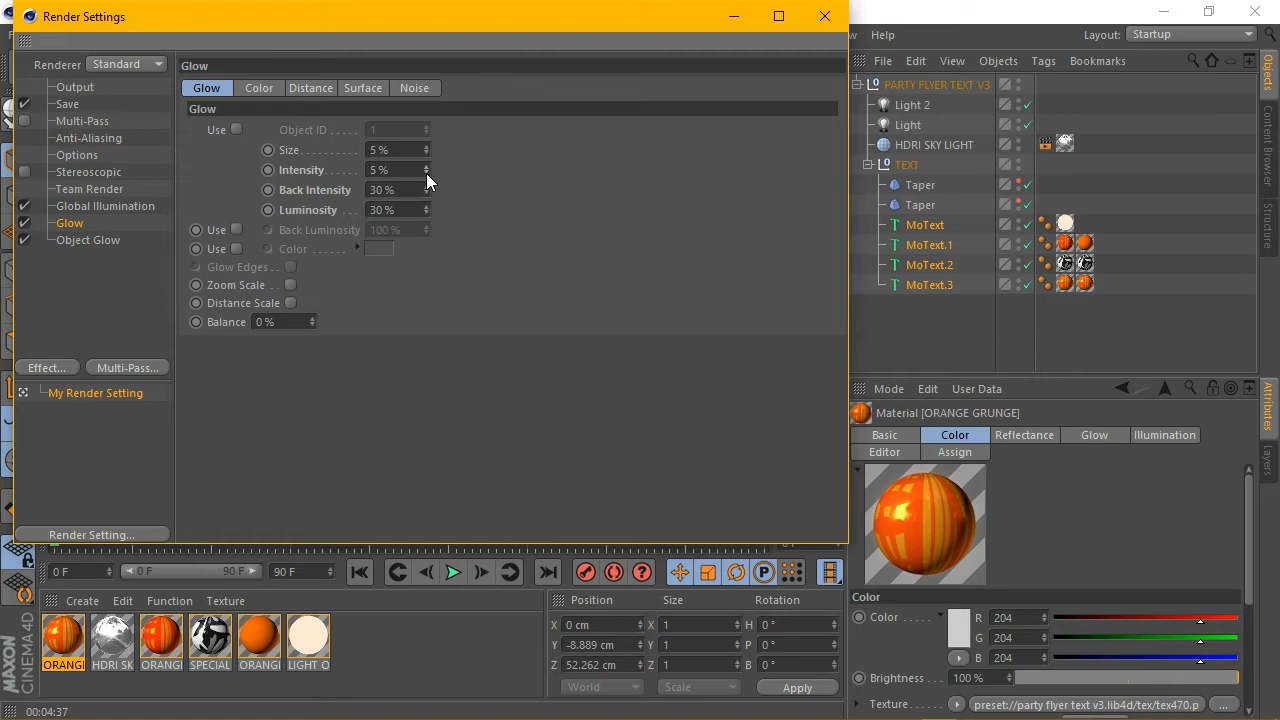 Render Settings
Help
Layout: Startup
Renderer Standard
Output
Save
Multi-Pass
Anti-Aliasing
Options
Stereoscopic
Team Render
Global Illumination
Glow
Object Glow
Effect... Multi-Pass...
My Render Setting
Render Setting...
Glow
Glow Color Distance Surface Noise
Glow
Use Object ID ..... 1
Size.......... 5 %
Intensity...... 5 %
Back Intensity 30 %
Luminosity ... 30 %
Use Back Luminosity 100 %
Use Color ......
Glow Edges..
Zoom Scale ..
Distance Scale
Balance 0 %
File Edit View Objects Tags Bookmarks
PARTY FLYER TEXT V3
Light 2
Light
HDRI SKY LIGHT
TEXT
Taper
Taper
MoText
MoText.1
MoText.2
MoText.3
Objects
Content Browser
Structure
Mode Edit User Data
Material [ORANGE GRUNGE]
Basic Color Reflectance Glow Illumination
Editor Assign
Attributes
Layers
Color
Color ..... R 204
G 204
B 204
Brightness... 100 %
Texture..... preset://party flyer text v3.lib4d/tex/tex470.p ...
0 F 0 F 90 F 90 F
Create Edit Function Texture
ORANGI HDRI SK ORANGI SPECIAL ORANGI LIGHT O
Position Size Rotation
X 0 cm X 1 H 0 °
Y -8.889 cm Y 1 P 0 °
Z 52.262 cm Z 1 B 0 °
World Scale Apply
MAXON
CINEMA 4D
00:04:37